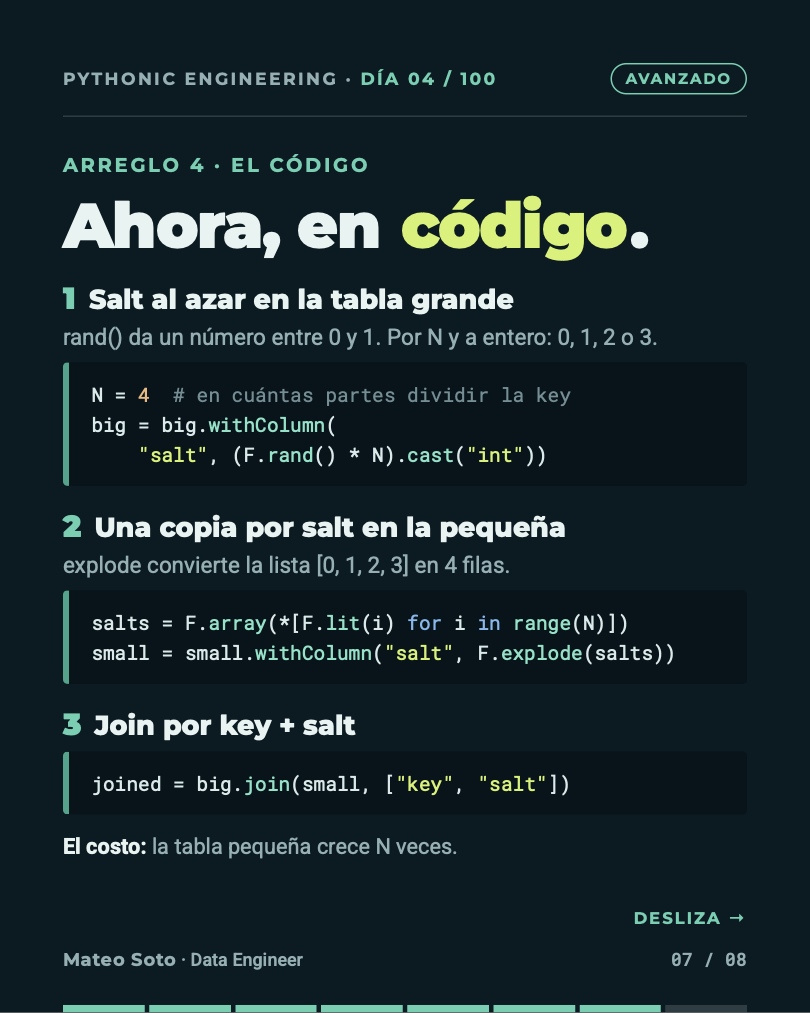 PYTHONIC ENGINEERING · DÍA 04 / 100
AVANZADO
ARREGLO 4 · EL CÓDIGO
Ahora, en código.
1 Salt al azar en la tabla grande
rand() da un número entre 0 y 1. Por N y a entero: 0, 1, 2 o 3.
N = 4  # en cuántas partes dividir la key
big = big.withColumn(
    "salt", (F.rand() * N).cast("int"))
2 Una copia por salt en la pequeña
explode convierte la lista [0, 1, 2, 3] en 4 filas.
salts = F.array(*[F.lit(i) for i in range(N)])
small = small.withColumn("salt", F.explode(salts))
3 Join por key + salt
joined = big.join(small, ["key", "salt"])
El costo: la tabla pequeña crece N veces.
DESLIZA →
Mateo Soto · Data Engineer
07 / 08